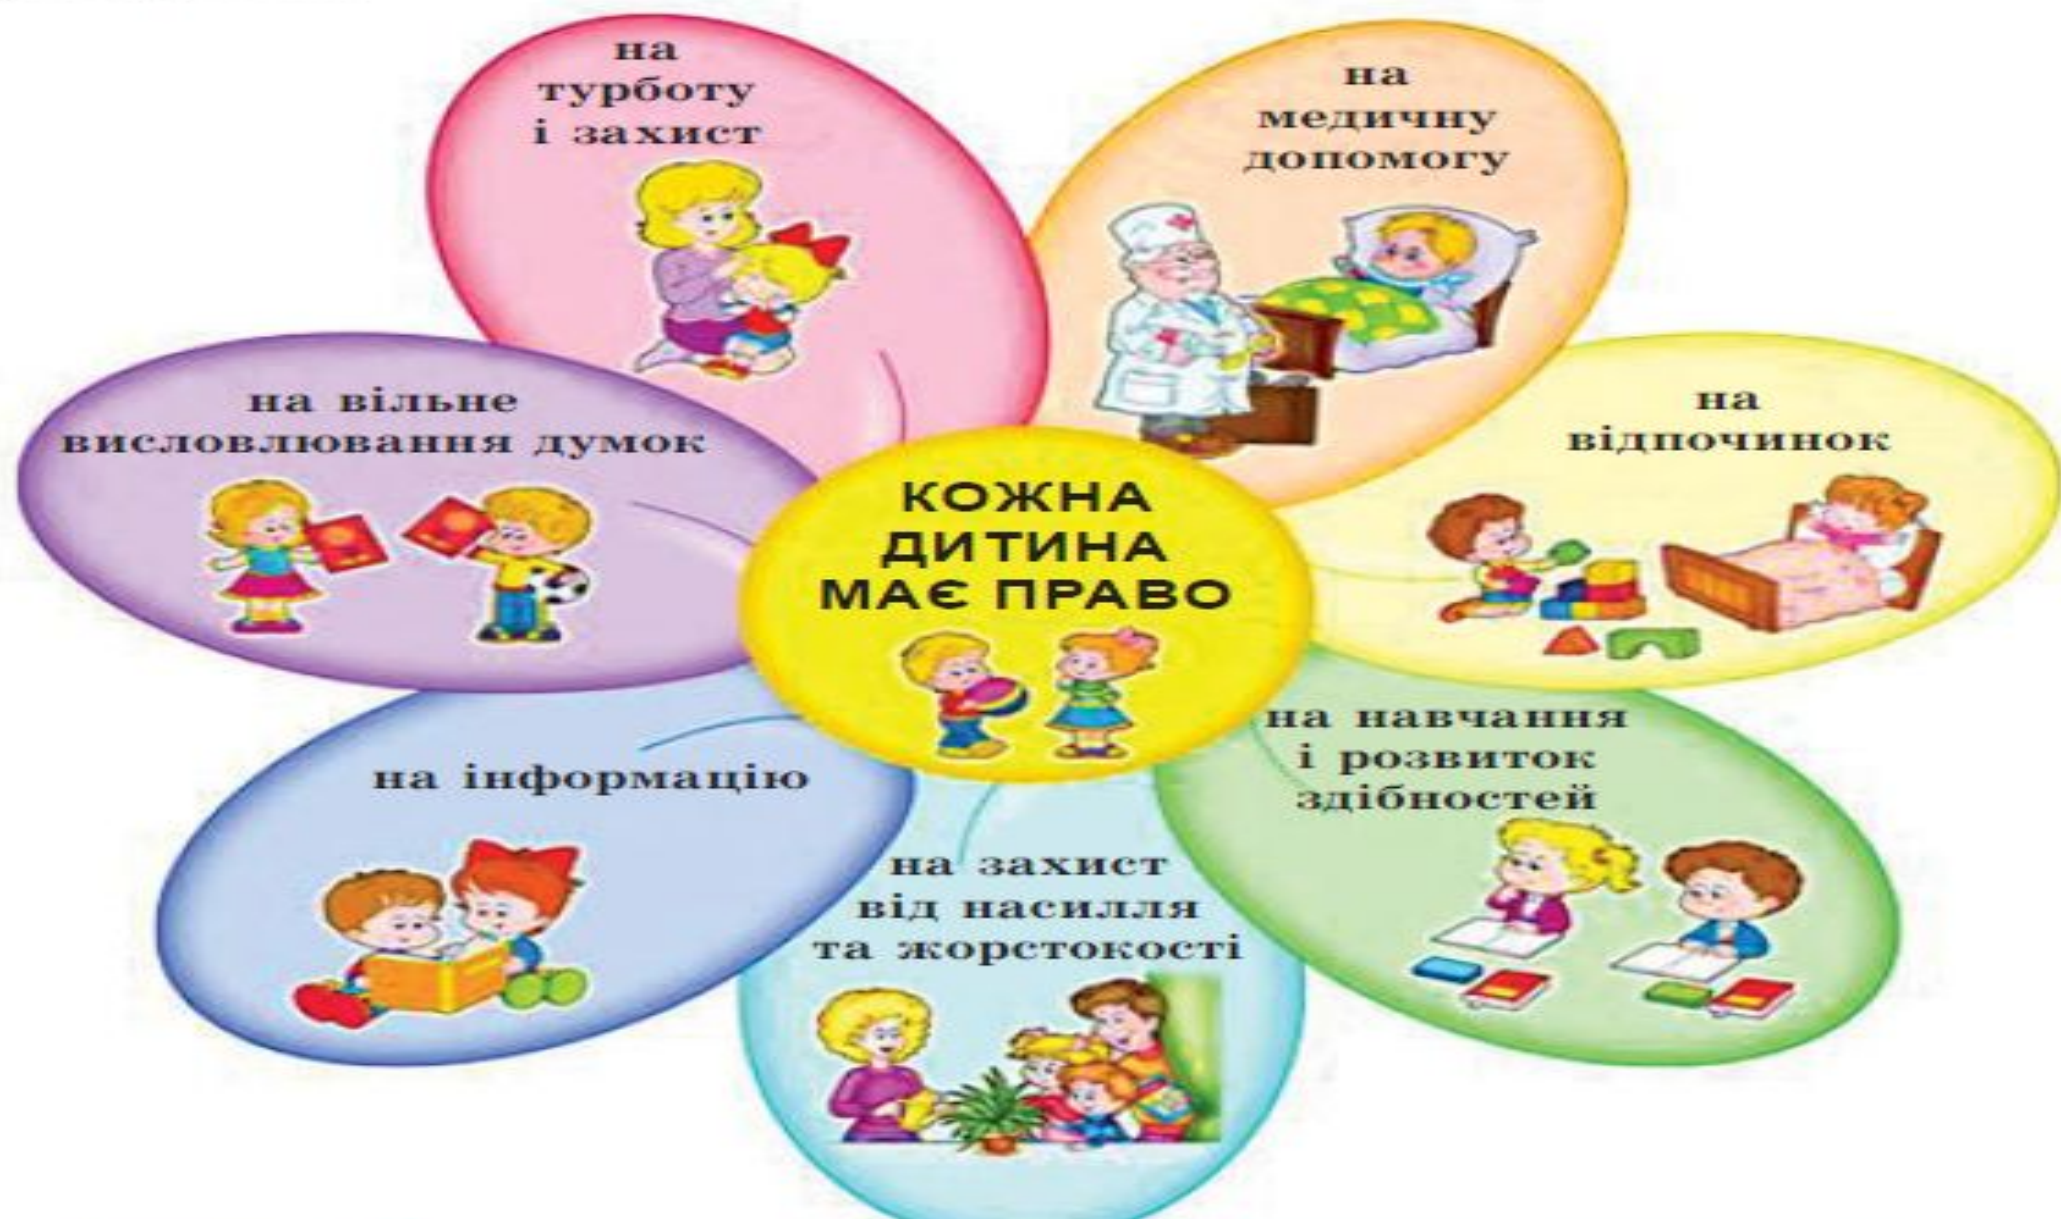 КОЖНА
ДИТИНА
МАЄ ПРАВО
на
турботу
і захист
на
медичну
допомогу
на
відпочинок
на навчання
і розвиток
здібностей
на захист
від насилля
та жорстокості
на інформацію
на вільне
висловлювання думок